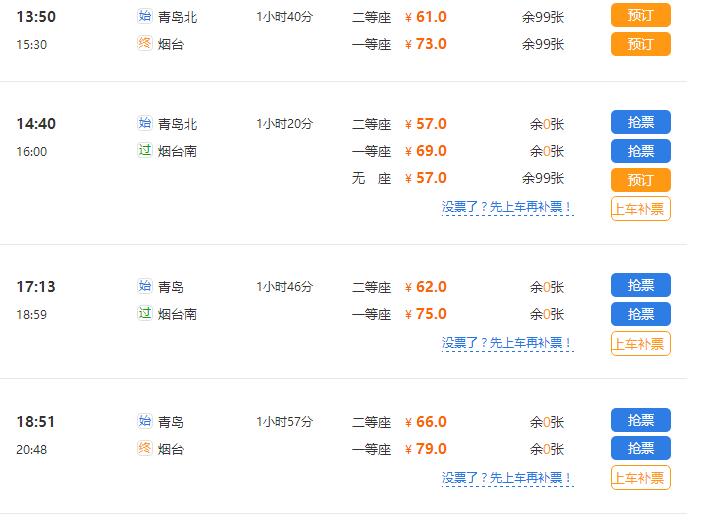 13:50 始 青岛北 1小时40分 二等座 ¥ 61.0 余99张 预订
15:30 终 烟台 一等座 ¥ 73.0 余99张 预订
14:40 始 青岛北 1小时20分 二等座 ¥ 57.0 余0张 抢票
16:00 过 烟台南 一等座 ¥ 69.0 余0张 抢票
无 座 ¥ 57.0 余99张 预订
没票了？先上车再补票！ 上车补票
17:13 始 青岛 1小时46分 二等座 ¥ 62.0 余0张 抢票
18:59 过 烟台南 一等座 ¥ 75.0 余0张 抢票
没票了？先上车再补票！ 上车补票
18:51 始 青岛 1小时57分 二等座 ¥ 66.0 余0张 抢票
20:48 终 烟台 一等座 ¥ 79.0 余0张 抢票
没票了？先上车再补票！ 上车补票